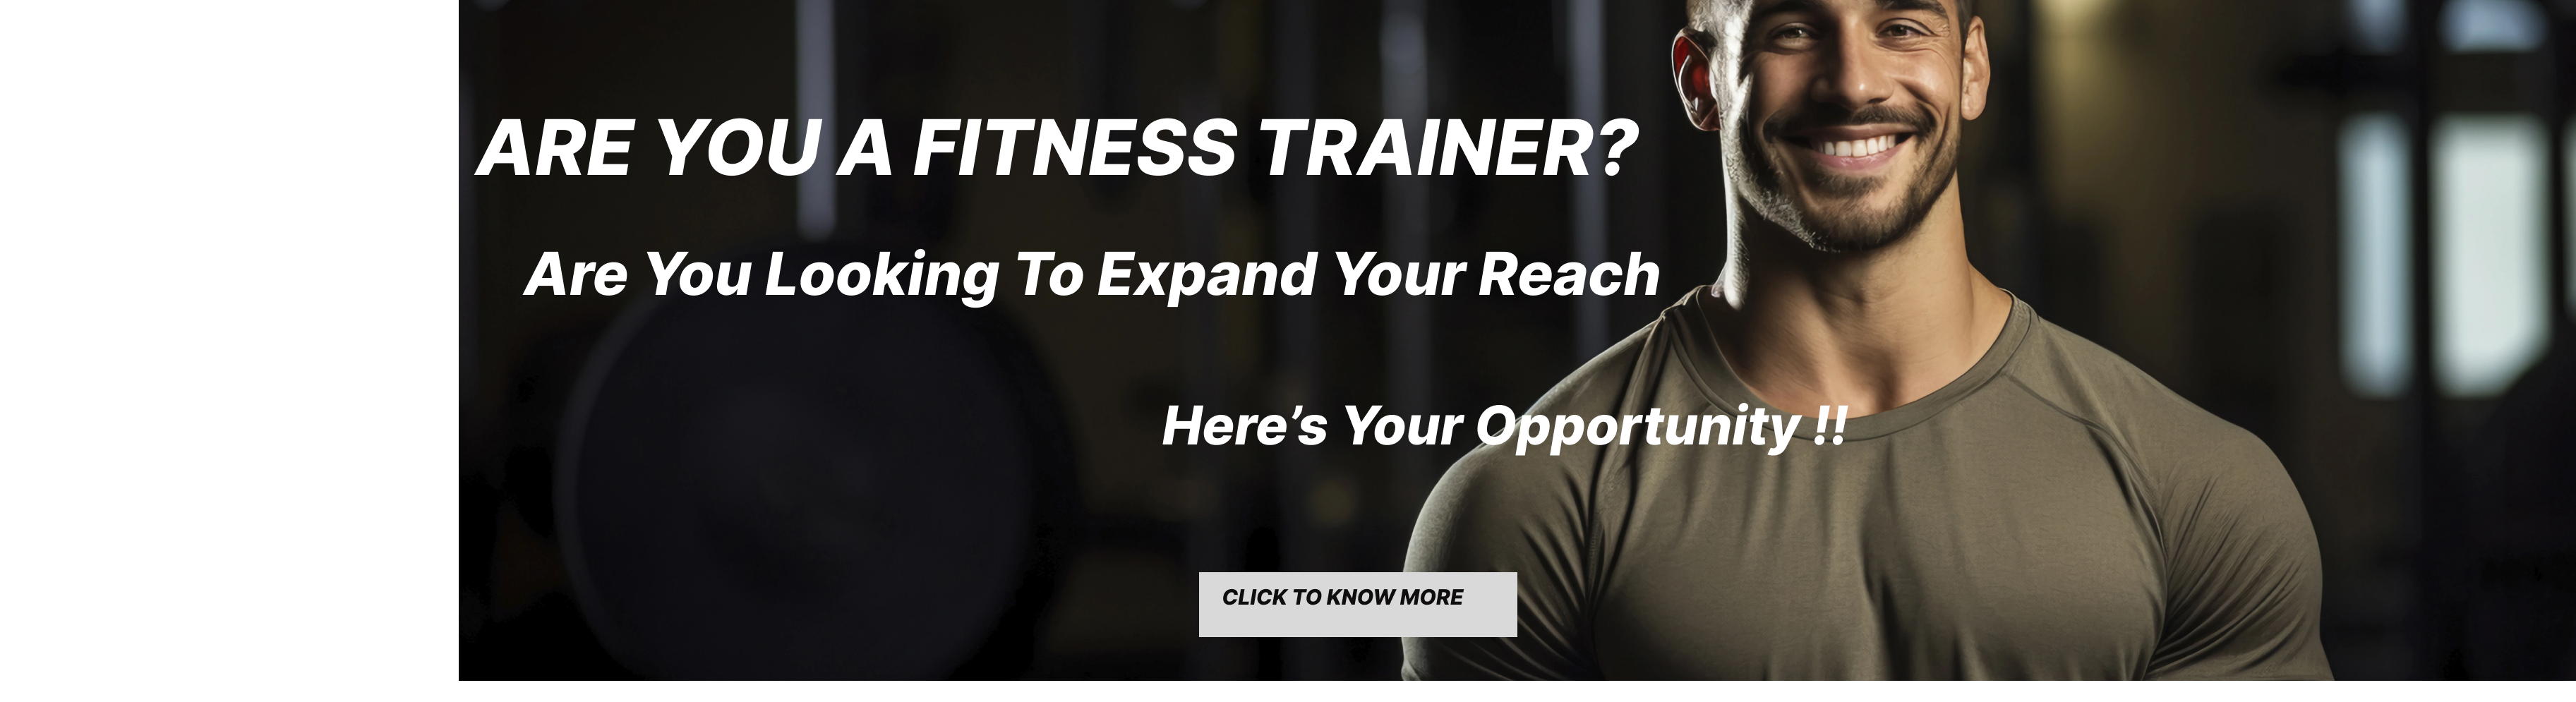 ARE YOU A FITNESS TRAINER?
Are You Looking To Expand Your Reach
Here’s Your Opportunity !!
CLICK TO KNOW MORE